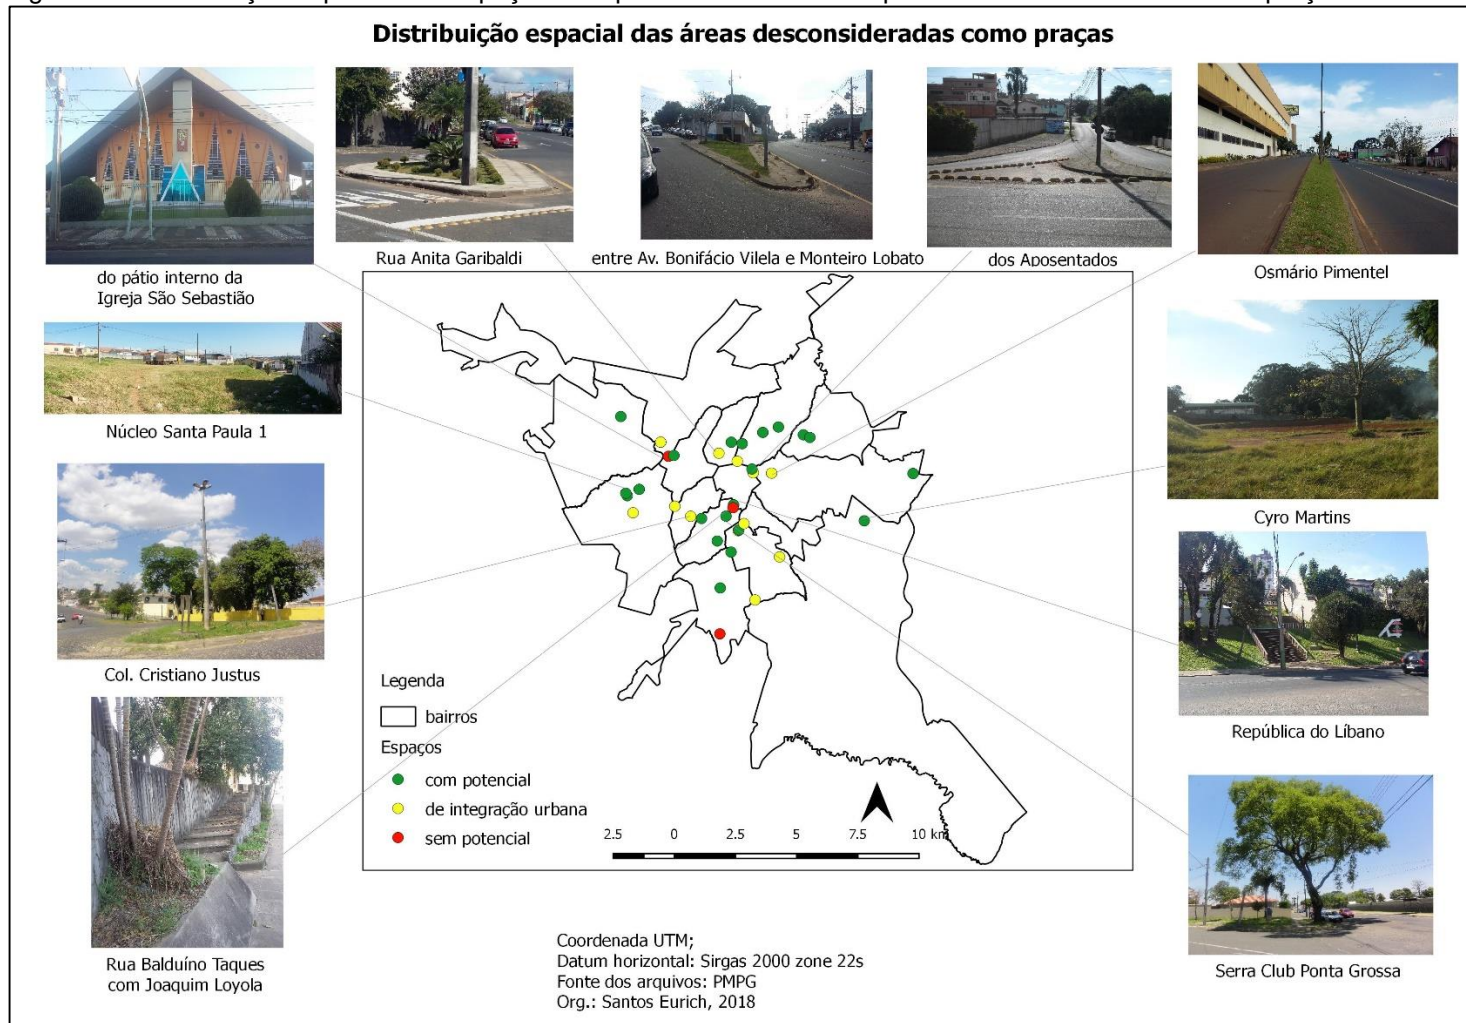 Distribuição espacial das áreas desconsideradas como praças
do pátio interno da
Igreja São Sebastião
Rua Anita Garibaldi
entre Av. Bonifácio Vilela e Monteiro Lobato
dos Aposentados
Osmário Pimentel
Núcleo Santa Paula 1
Cyro Martins
Col. Cristiano Justus
República do Líbano
Rua Balduíno Taques
com Joaquim Loyola
Serra Club Ponta Grossa
Legenda
bairros
Espaços
com potencial
de integração urbana
sem potencial
2.5 0 2.5 5 7.5 10 km
Coordenada UTM;
Datum horizontal: Sirgas 2000 zone 22s
Fonte dos arquivos: PMPG
Org.: Santos Eurich, 2018